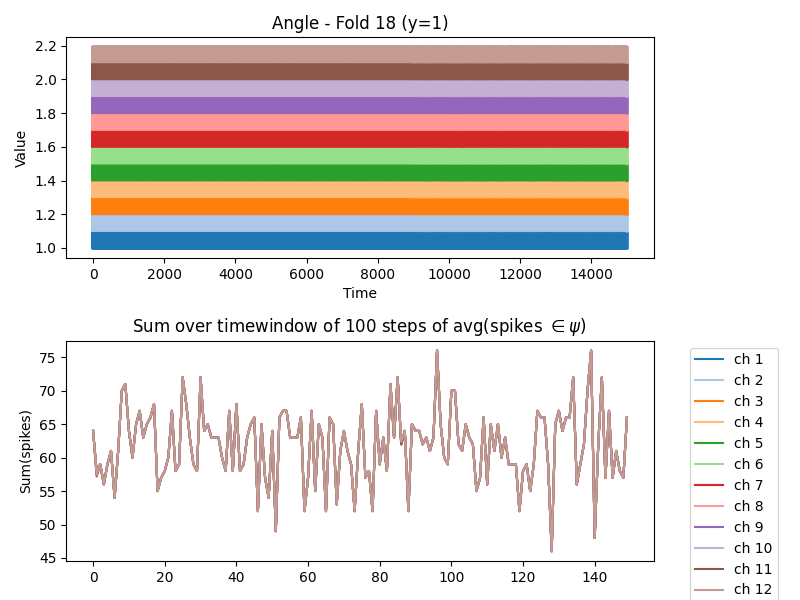 Angle - Fold 18 (y=1)
2.2
2.0
1.8
1.6
1.4
1.2
1.0
Value
0 2000 4000 6000 8000 10000 12000 14000
Time
Sum over timewindow of 100 steps of avg(spikes ∈ψ)
75
70
65
60
55
50
45
Sum(spikes)
0 20 40 60 80 100 120 140
ch 1
ch 2
ch 3
ch 4
ch 5
ch 6
ch 7
ch 8
ch 9
ch 10
ch 11
ch 12